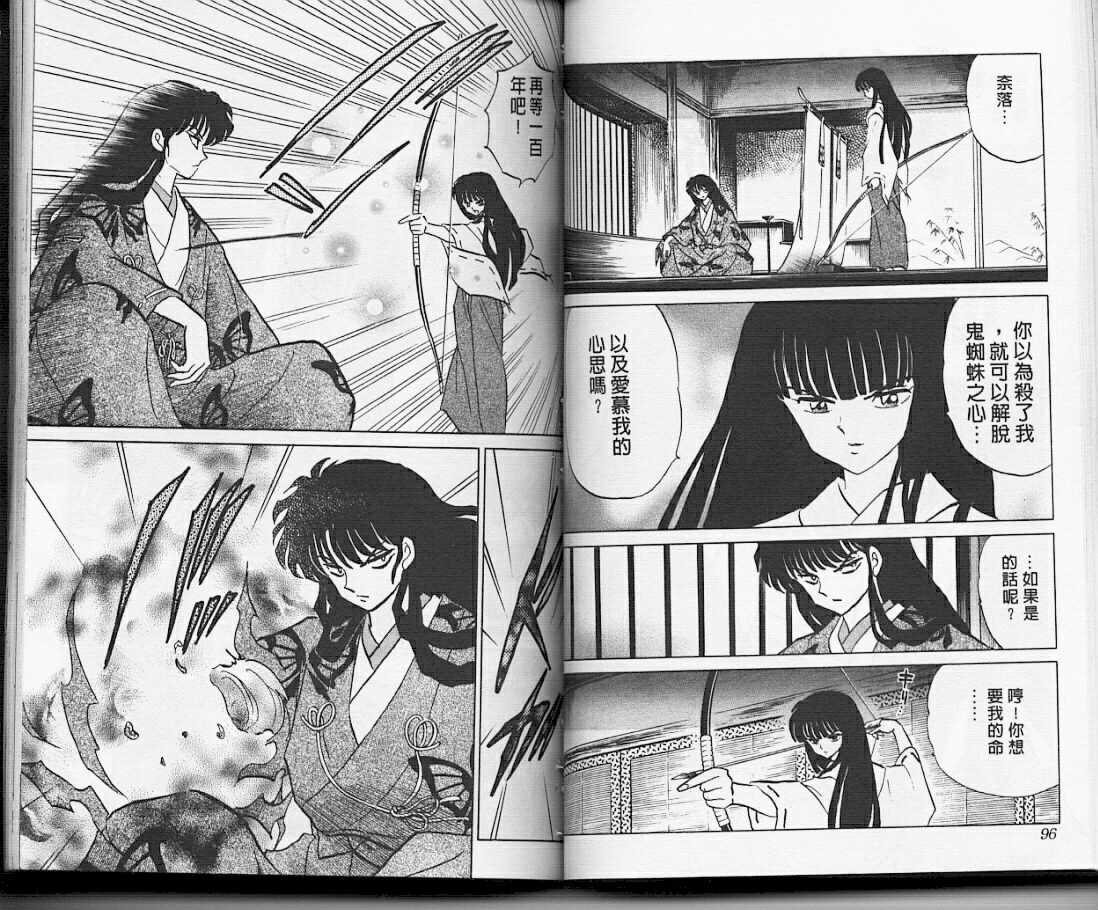 奈落…
你以為殺了我
，就可以解脫
鬼蜘蛛之心…
以及愛慕我的
心思嗎？
…如果是
的話呢？
キリ…
哼！你想
要我的命
……
96
再等一百
年吧！